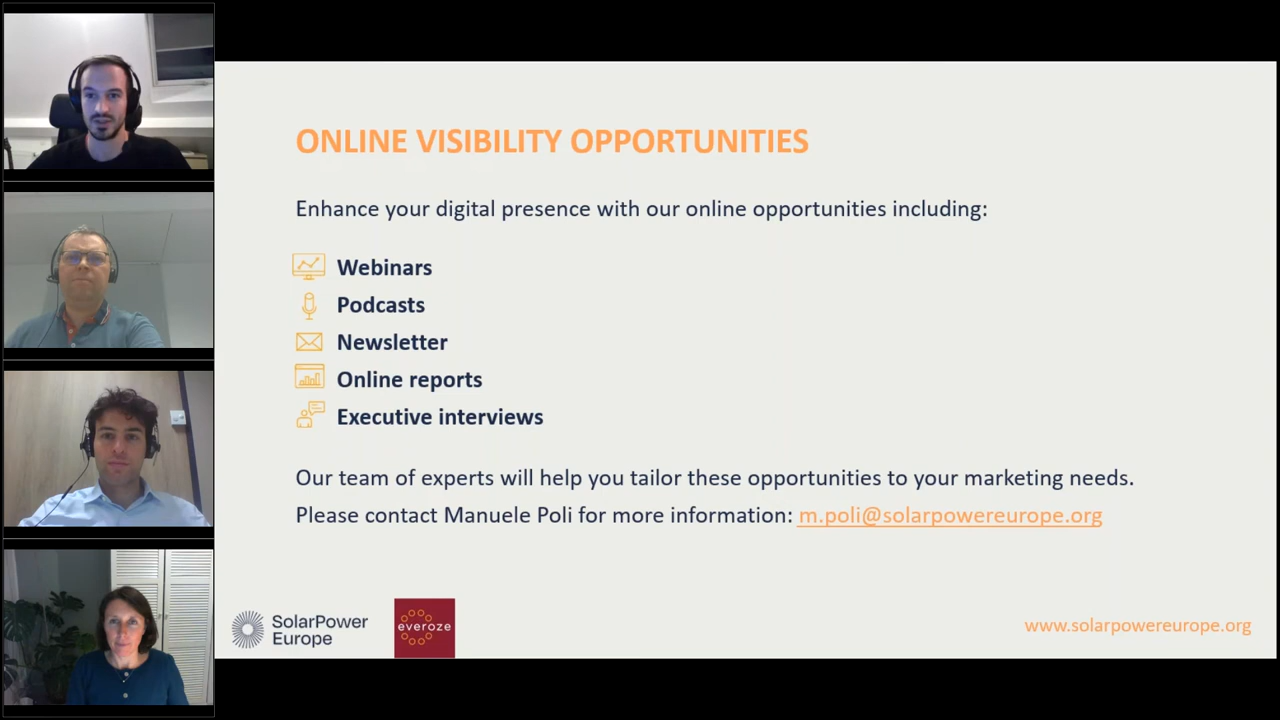 ONLINE VISIBILITY OPPORTUNITIES
Enhance your digital presence with our online opportunities including:
Webinars
Podcasts
Newsletter
Online reports
Executive interviews
Our team of experts will help you tailor these opportunities to your marketing needs.
Please contact Manuele Poli for more information: m.poli@solarpowereurope.org
SolarPower
Europe
everoze
www.solarpowereurope.org